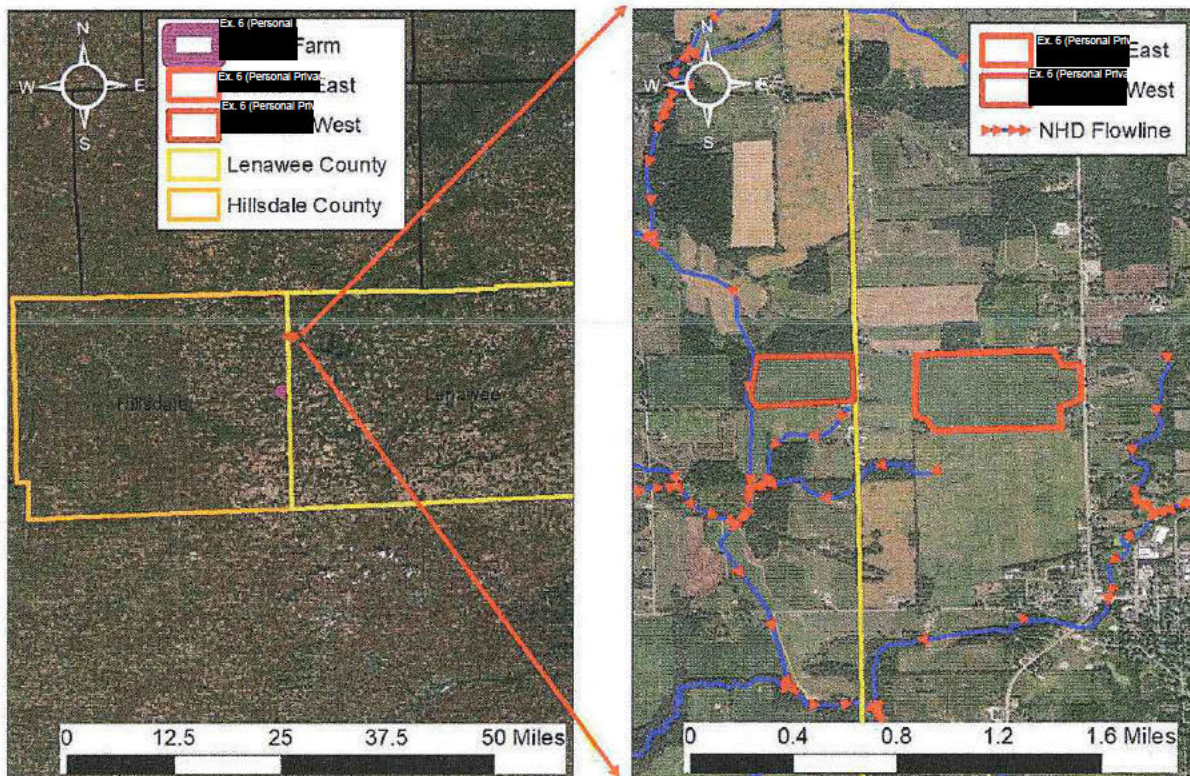 N
W E
S
Ex. 6 (Personal
Farm
Ex. 6 (Personal Privac
East
Ex. 6 (Personal Priva
West
Lenawee County
Hillsdale County
Hillsdale
Lenawee
0 12.5 25 37.5 50 Miles
N
W
S
Ex. 6 (Personal Priva
East
Ex. 6 (Personal Priva
West
NHD Flowline
0 0.4 0.8 1.2 1.6 Miles